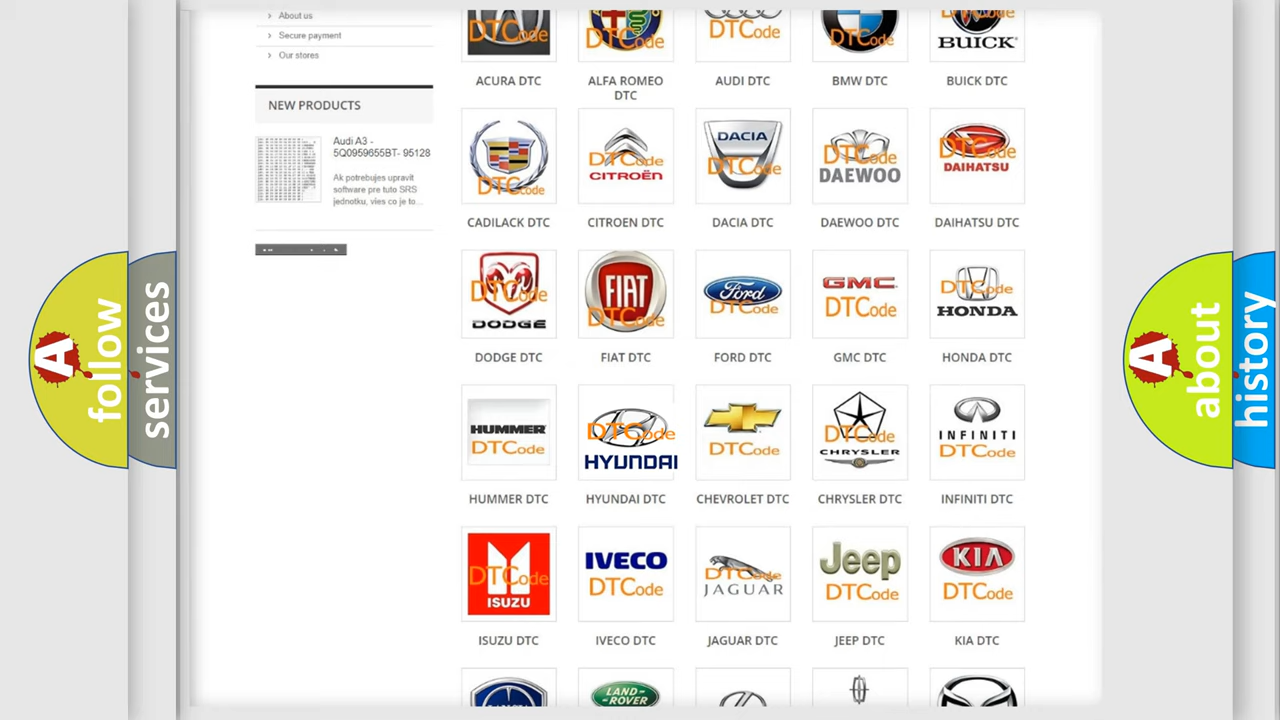 About us
Secure payment
Our stores
NEW PRODUCTS
Audi A3 -
5Q0959655BT- 95128
Ak potrebujes upravit
software pre tuto SRS
jednotku, vies co je to...
DTCode
DTCode
DTCode
DTCode
BUICK
ACURA DTC
ALFA ROMEO
DTC
AUDI DTC
BMW DTC
BUICK DTC
DTCode
DTCode
CITROËN
DACIA
DTCode
DTCode
DAEWOO
DTCode
DAIHATSU
CADILACK DTC
CITROEN DTC
DACIA DTC
DAEWOO DTC
DAIHATSU DTC
DTCode
DODGE
FIAT
DTCode
Ford
DTCode
GMC
DTCode
DTCode
HONDA
DODGE DTC
FIAT DTC
FORD DTC
GMC DTC
HONDA DTC
HUMMER
DTCode
DTCode
HYUNDAI
DTCode
DTCode
CHRYSLER
INFINITI
DTCode
HUMMER DTC
HYUNDAI DTC
CHEVROLET DTC
CHRYSLER DTC
INFINITI DTC
DTCode
ISUZU
IVECO
DTCode
DTCode
JAGUAR
Jeep
DTCode
KIA
DTCode
ISUZU DTC
IVECO DTC
JAGUAR DTC
JEEP DTC
KIA DTC
LAND-
ROVER
A
follow
services
A
about
history